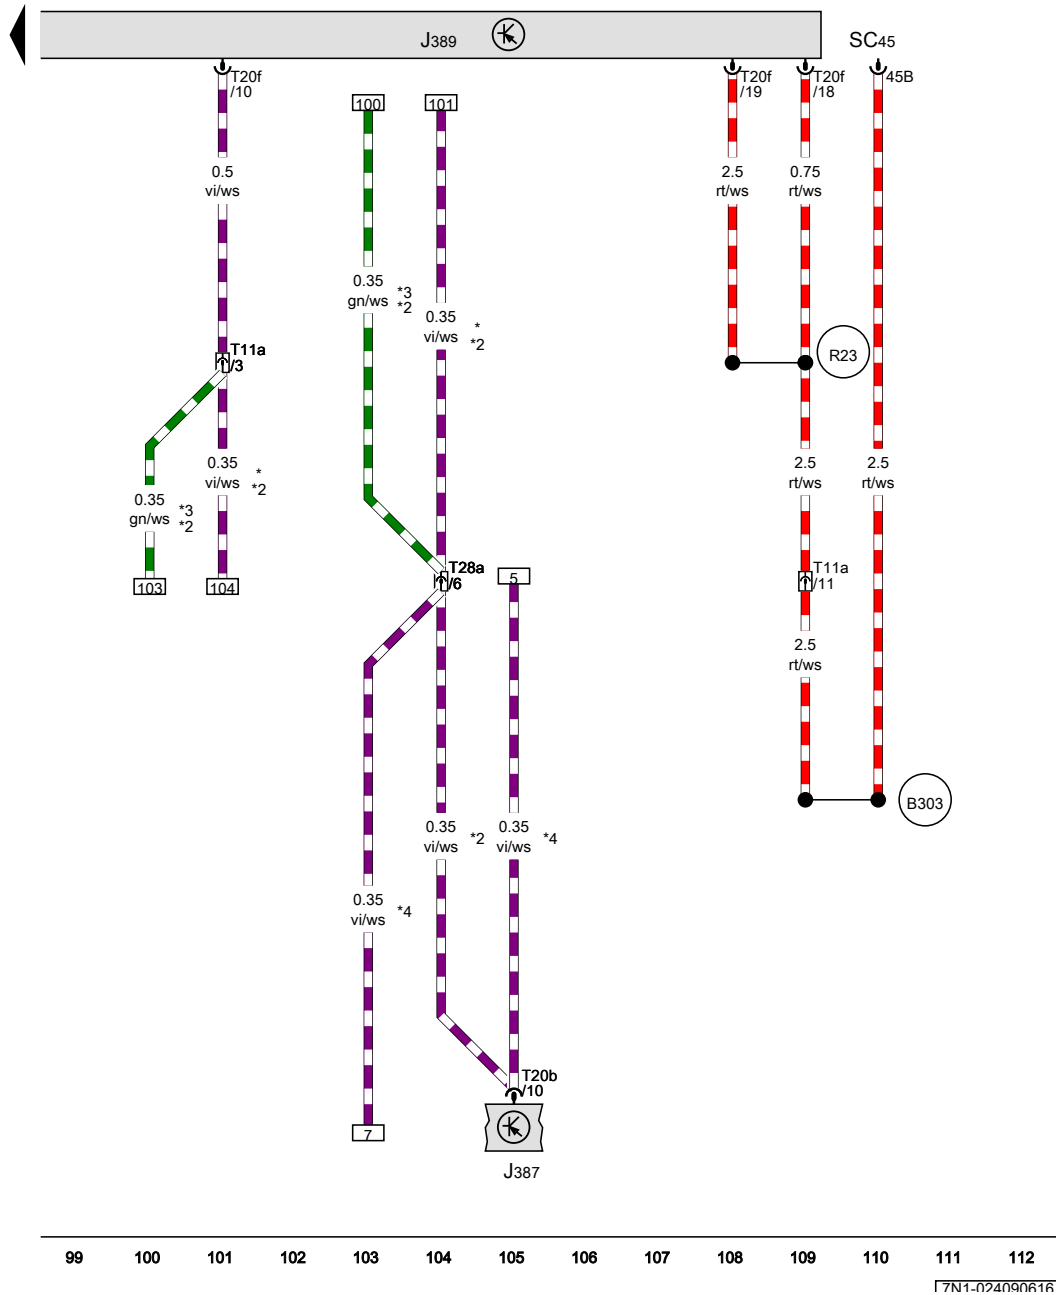 J389
SC45
T20f
/10
T20f
/19
T20f
/18
45B
100
101
0.5
vi/ws
2.5
rt/ws
0.75
rt/ws
0.35
gn/ws
*3
*2
0.35
vi/ws
*
*2
T11a
/3
R23
0.35
vi/ws
*
*2
2.5
rt/ws
2.5
rt/ws
0.35
gn/ws
*3
*2
103
104
T28a
/6
5
T11a
/11
2.5
rt/ws
B303
0.35
vi/ws
*2
0.35
vi/ws
*4
0.35
vi/ws
*4
T20b
/10
7
J387
99 100 101 102 103 104 105 106 107 108 109 110 111 112
7N1-024090616